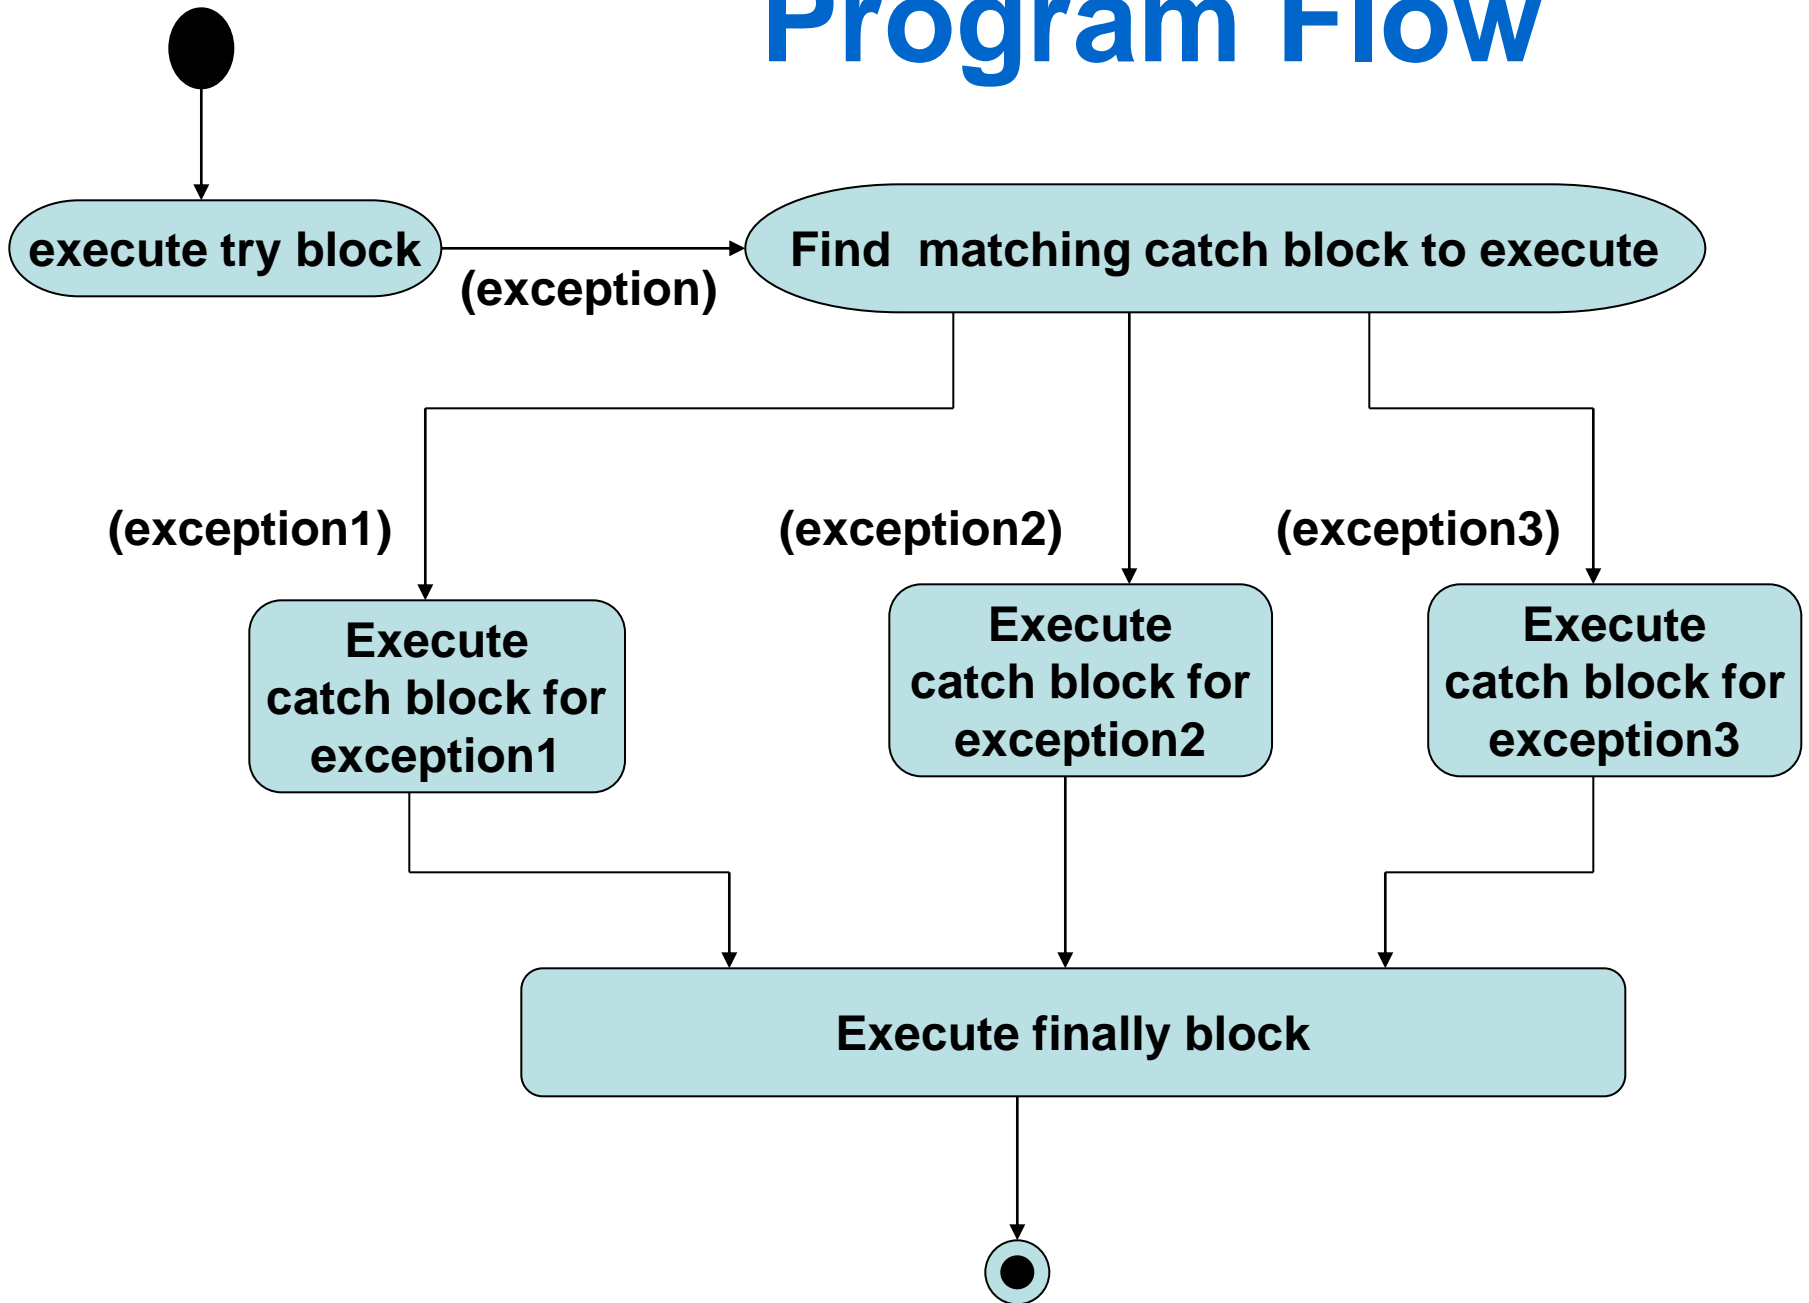 Program Flow
execute try block
(exception)
Find matching catch block to execute
(exception1)
(exception2)
(exception3)
Execute
catch block for
exception1
Execute
catch block for
exception2
Execute
catch block for
exception3
Execute finally block